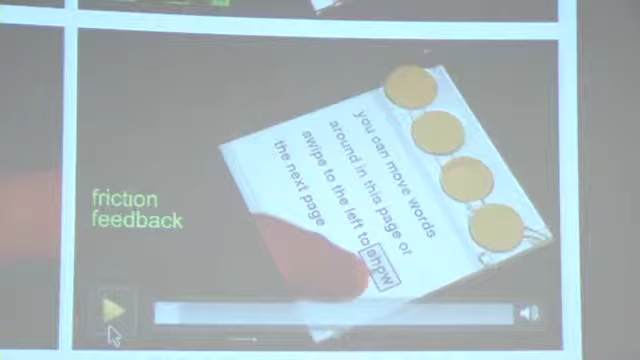 friction
feedback
you can move words
around in this page or
swipe to the left to show
the next page